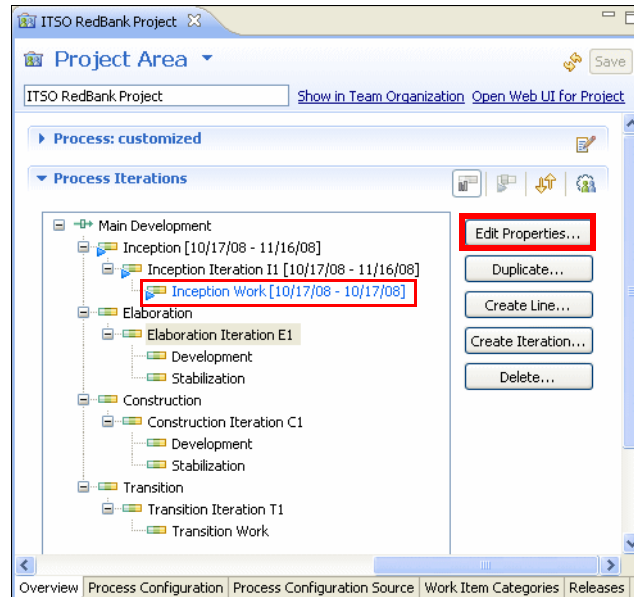 ITSO RedBank Project
Project Area
Save
ITSO RedBank Project
Show in Team Organization
Open Web UI for Project
Process: customized
Process Iterations
Main Development
Inception [10/17/08 - 11/16/08]
Inception Iteration I1 [10/17/08 - 11/16/08]
Inception Work [10/17/08 - 10/17/08]
Elaboration
Elaboration Iteration E1
Development
Stabilization
Construction
Construction Iteration C1
Development
Stabilization
Transition
Transition Iteration T1
Transition Work
Edit Properties...
Duplicate...
Create Line...
Create Iteration...
Delete...
Overview
Process Configuration
Process Configuration Source
Work Item Categories
Releases